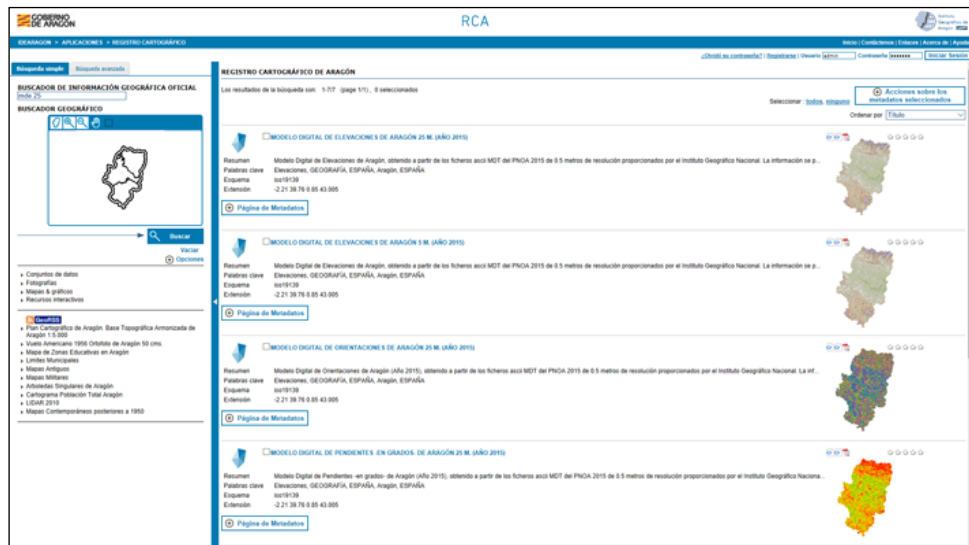 GOBIERNO
DE ARAGON
RCA
Instituto
Geográfico de
Aragón
IDEARAGON > APLICACIONES > REGISTRO CARTOGRÁFICO
Inicio | Contáctenos | Enlaces | Acerca de | Ayuda
¿Olvidó su contraseña? | Registrarse | Usuario admin Contraseña Iniciar Sesión
Búsqueda simple Búsqueda avanzada
BUSCADOR DE INFORMACIÓN GEOGRÁFICA OFICIAL
mde 25
BUSCADOR GEOGRÁFICO
Buscar
Vaciar
Opciones
Conjuntos de datos
Fotografías
Mapas & gráficos
Recursos interactivos
GeoRSS
Plan Cartográfico de Aragón. Base Topográfica Armonizada de
Aragón 1:5.000
Vuelo Americano 1956 Ortofoto de Aragón 50 cms.
Mapa de Zonas Educativas en Aragón
Limites Municipales
Mapas Antiguos
Mapas Militares
Arboledas Singulares de Aragón
Cartograma Población Total Aragón
LIDAR 2010
Mapas Contemporáneos posteriores a 1950
REGISTRO CARTOGRÁFICO DE ARAGÓN
Los resultados de la búsqueda son: 1-7/7 (page 1/1), 0 seleccionados
Seleccionar: todos, ninguno
Acciones sobre los
metadatos seleccionados
Ordenar por Título
MODELO DIGITAL DE ELEVACIONES DE ARAGÓN 25 M. (AÑO 2015)
Resumen Modelo Digital de Elevaciones de Aragón, obtenido a partir de los ficheros ascii MDT del PNOA 2015 de 0.5 metros de resolución proporcionados por el Instituto Geográfico Nacional. La información se p...
Palabras clave Elevaciones, GEOGRAFÍA, ESPAÑA, Aragón, ESPAÑA
Esquema iso19139
Extensión -2.21 39.76 0.85 43.005
Página de Metadatos
MODELO DIGITAL DE ELEVACIONES DE ARAGÓN 5 M. (AÑO 2015)
Resumen Modelo Digital de Elevaciones de Aragón, obtenido a partir de los ficheros ascii MDT del PNOA 2015 de 0.5 metros de resolución proporcionados por el Instituto Geográfico Nacional. La información se p...
Palabras clave Elevaciones, GEOGRAFÍA, ESPAÑA, Aragón, ESPAÑA
Esquema iso19139
Extensión -2.21 39.76 0.85 43.005
Página de Metadatos
MODELO DIGITAL DE ORIENTACIONES DE ARAGÓN 25 M. (AÑO 2015)
Resumen Modelo Digital de Orientaciones de Aragón (Año 2015), obtenido a partir de los ficheros ascii MDT del PNOA 2015 de 0.5 metros de resolución proporcionados por el Instituto Geográfico Nacional. La inf...
Palabras clave Elevaciones, GEOGRAFÍA, ESPAÑA, Aragón, ESPAÑA
Esquema iso19139
Extensión -2.21 39.76 0.85 43.005
Página de Metadatos
MODELO DIGITAL DE PENDIENTES -EN GRADOS- DE ARAGÓN 25 M. (AÑO 2015)
Resumen Modelo Digital de Pendientes -en grados- de Aragón (Año 2015), obtenido a partir de los ficheros ascii MDT del PNOA 2015 de 0.5 metros de resolución proporcionados por el Instituto Geográfico Naciona...
Palabras clave Elevaciones, GEOGRAFÍA, ESPAÑA, Aragón, ESPAÑA
Esquema iso19139
Extensión -2.21 39.76 0.85 43.005
Página de Metadatos